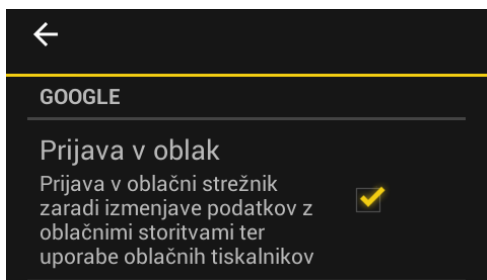 GOOGLE
Prijava v oblak
Prijava v oblačni strežnik
zaradi izmenjave podatkov z
oblačnimi storitvami ter
uporabe oblačnih tiskalnikov